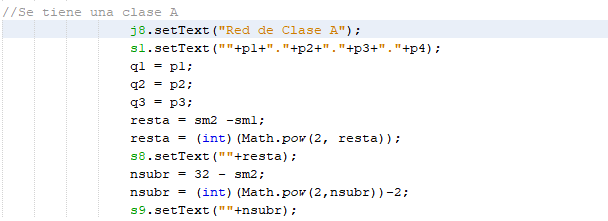 //Se tiene una clase A
j8.setText("Red de Clase A");
s1.setText(""+p1+"."+p2+"."+p3+"."+p4);
q1 = p1;
q2 = p2;
q3 = p3;
resta = sm2 -sm1;
resta = (int)(Math.pow(2, resta));
s8.setText(""+resta);
nsubr = 32 - sm2;
nsubr = (int)(Math.pow(2,nsubr))-2;
s9.setText(""+nsubr);